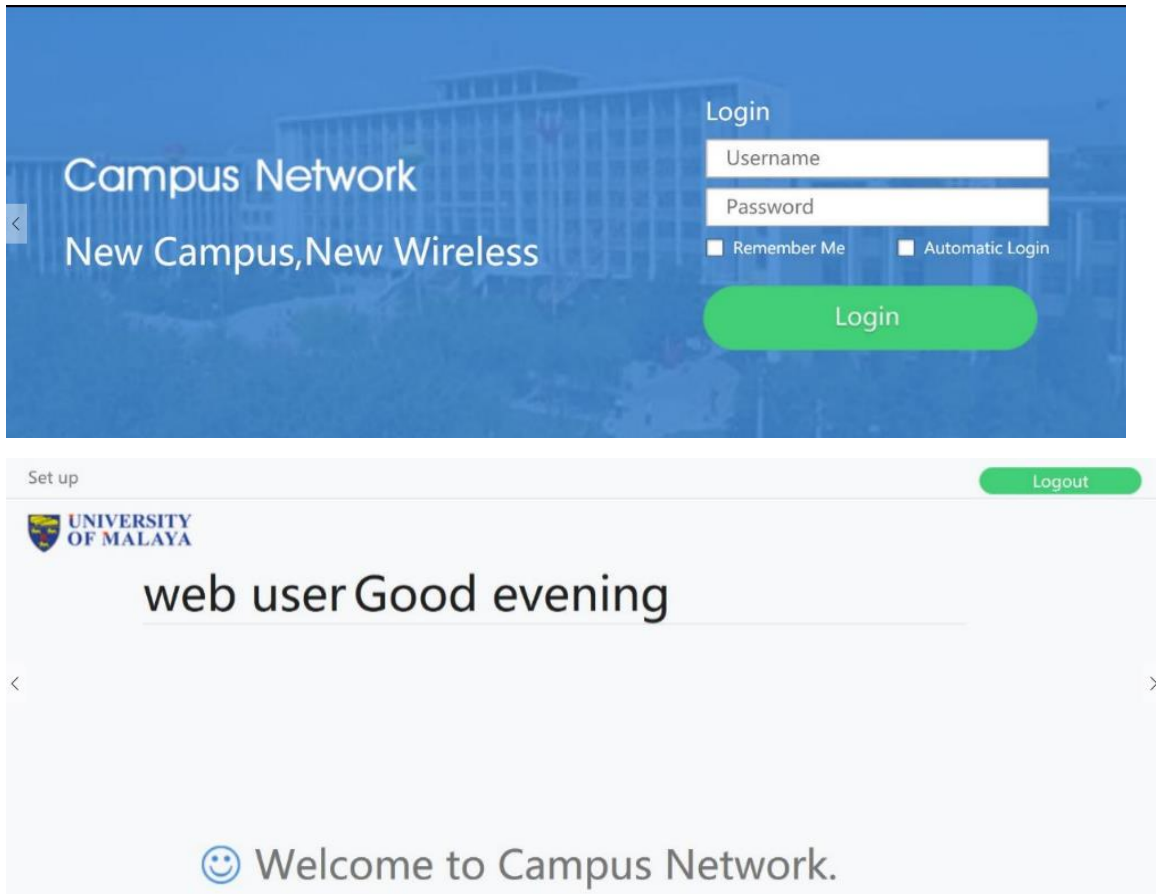 Login
Username
Campus Network
Password
New Campus,New Wireless
Remember Me Automatic Login
Login
Set up Logout
UNIVERSITY
OF MALAYA
web user Good evening
Welcome to Campus Network.